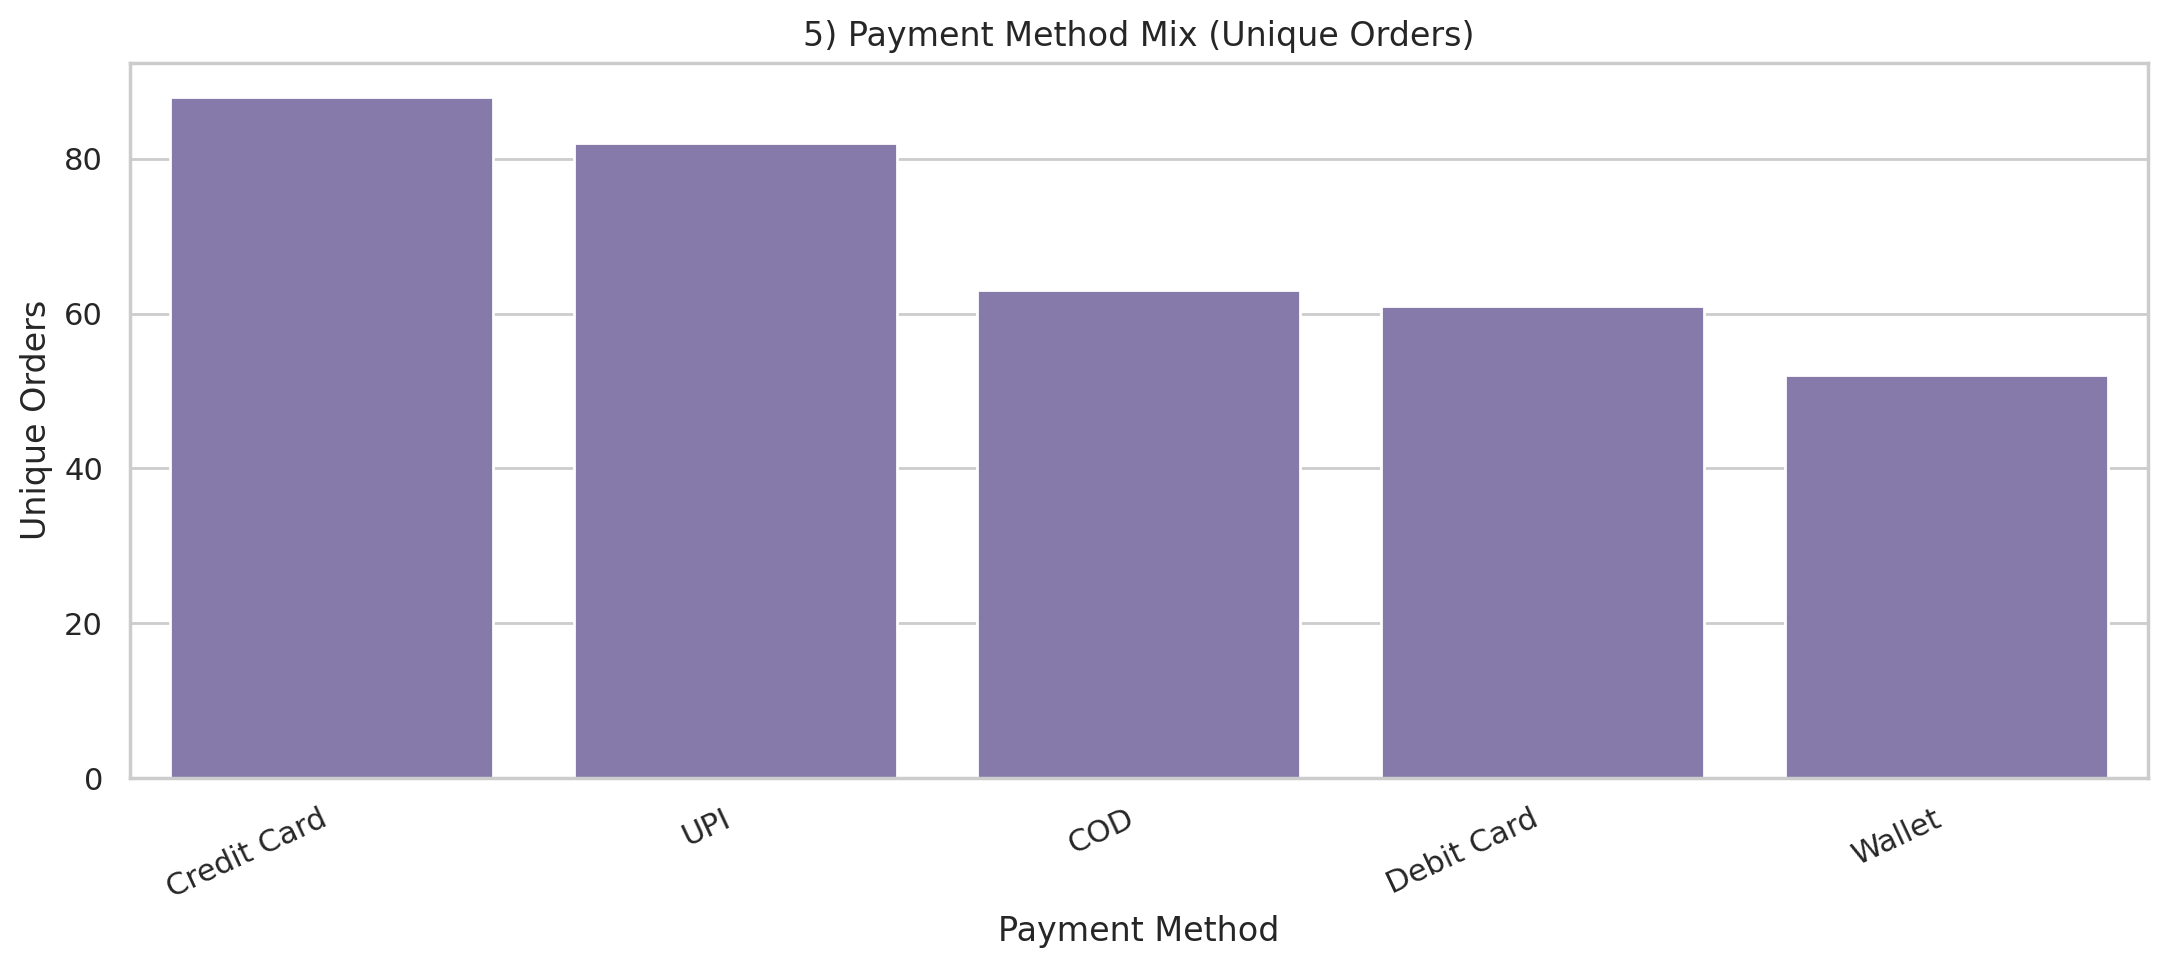 5) Payment Method Mix (Unique Orders)
Unique Orders
80
60
40
20
0
Credit Card
UPI
COD
Debit Card
Wallet
Payment Method